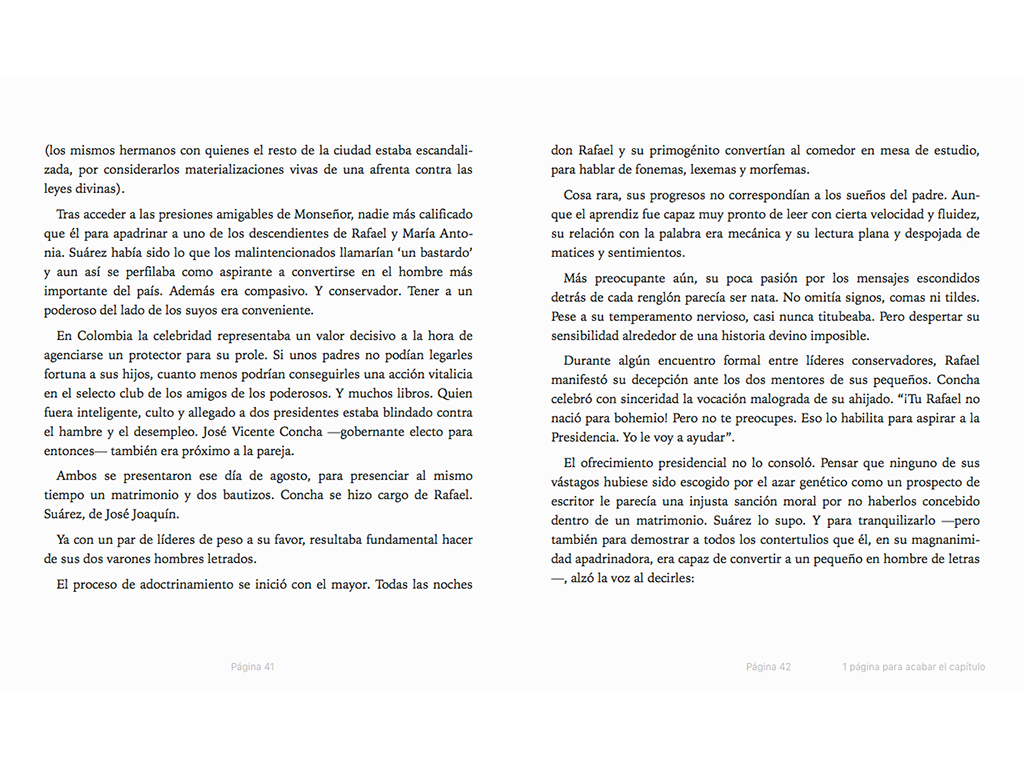 (los mismos hermanos con quienes el resto de la ciudad estaba escandali-
zada, por considerarlos materializaciones vivas de una afrenta contra las
leyes divinas).
Tras acceder a las presiones amigables de Monseñor, nadie más calificado
que él para apadrinar a uno de los descendientes de Rafael y María Anto-
nia. Suárez había sido lo que los malintencionados llamarían ‘un bastardo’
y aun así se perfilaba como aspirante a convertirse en el hombre más
importante del país. Además era compasivo. Y conservador. Tener a un
poderoso del lado de los suyos era conveniente.
En Colombia la celebridad representaba un valor decisivo a la hora de
agenciarse un protector para su prole. Si unos padres no podían legarles
fortuna a sus hijos, cuanto menos podrían conseguirles una acción vitalicia
en el selecto club de los amigos de los poderosos. Y muchos libros. Quien
fuera inteligente, culto y allegado a dos presidentes estaba blindado contra
el hambre y el desempleo. José Vicente Concha —gobernante electo para
entonces— también era próximo a la pareja.
Ambos se presentaron ese día de agosto, para presenciar al mismo
tiempo un matrimonio y dos bautizos. Concha se hizo cargo de Rafael.
Suárez, de José Joaquín.
Ya con un par de líderes de peso a su favor, resultaba fundamental hacer
de sus dos varones hombres letrados.
El proceso de adoctrinamiento se inició con el mayor. Todas las noches
Página 41
don Rafael y su primogénito convertían al comedor en mesa de estudio,
para hablar de fonemas, lexemas y morfemas.
Cosa rara, sus progresos no correspondían a los sueños del padre. Aun-
que el aprendiz fue capaz muy pronto de leer con cierta velocidad y fluidez,
su relación con la palabra era mecánica y su lectura plana y despojada de
matices y sentimientos.
Más preocupante aún, su poca pasión por los mensajes escondidos
detrás de cada renglón parecía ser nata. No omitía signos, comas ni tildes.
Pese a su temperamento nervioso, casi nunca titubeaba. Pero despertar su
sensibilidad alrededor de una historia devino imposible.
Durante algún encuentro formal entre líderes conservadores, Rafael
manifestó su decepción ante los dos mentores de sus pequeños. Concha
celebró con sinceridad la vocación malograda de su ahijado. “¡Tu Rafael no
nació para bohemio! Pero no te preocupes. Eso lo habilita para aspirar a la
Presidencia. Yo le voy a ayudar”.
El ofrecimiento presidencial no lo consoló. Pensar que ninguno de sus
vástagos hubiese sido escogido por el azar genético como un prospecto de
escritor le parecía una injusta sanción moral por no haberlos concebido
dentro de un matrimonio. Suárez lo supo. Y para tranquilizarlo —pero
también para demostrar a todos los contertulios que él, en su magnanimi-
dad apadrinadora, era capaz de convertir a un pequeño en hombre de letras
—, alzó la voz al decirles:
Página 42
1 página para acabar el capítulo